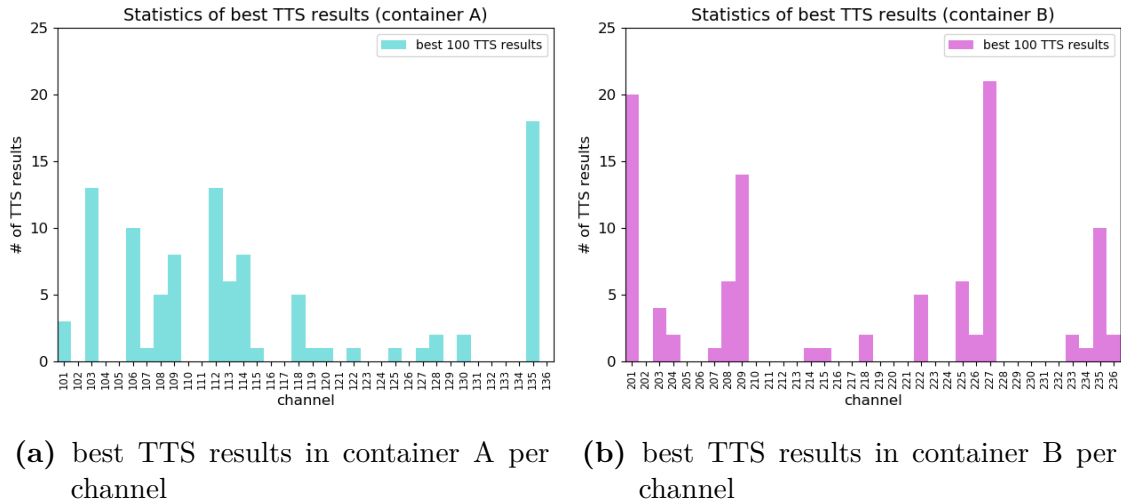 Statistics of best TTS results (container A)
25
20
15
10
5
0
# of TTS results
best 100 TTS results
101 102 103 104 105 106 107 108 109 110 111 112 113 114 115 116 117 118 119 120 121 122 123 124 125 126 127 128 129 130 131 132 133 134 135 136
channel
Statistics of best TTS results (container B)
25
20
15
10
5
0
# of TTS results
best 100 TTS results
201 202 203 204 205 206 207 208 209 210 211 212 213 214 215 216 217 218 219 220 221 222 223 224 225 226 227 228 229 230 231 232 233 234 235 236
channel
(a) best TTS results in container A per
channel
(b) best TTS results in container B per
channel